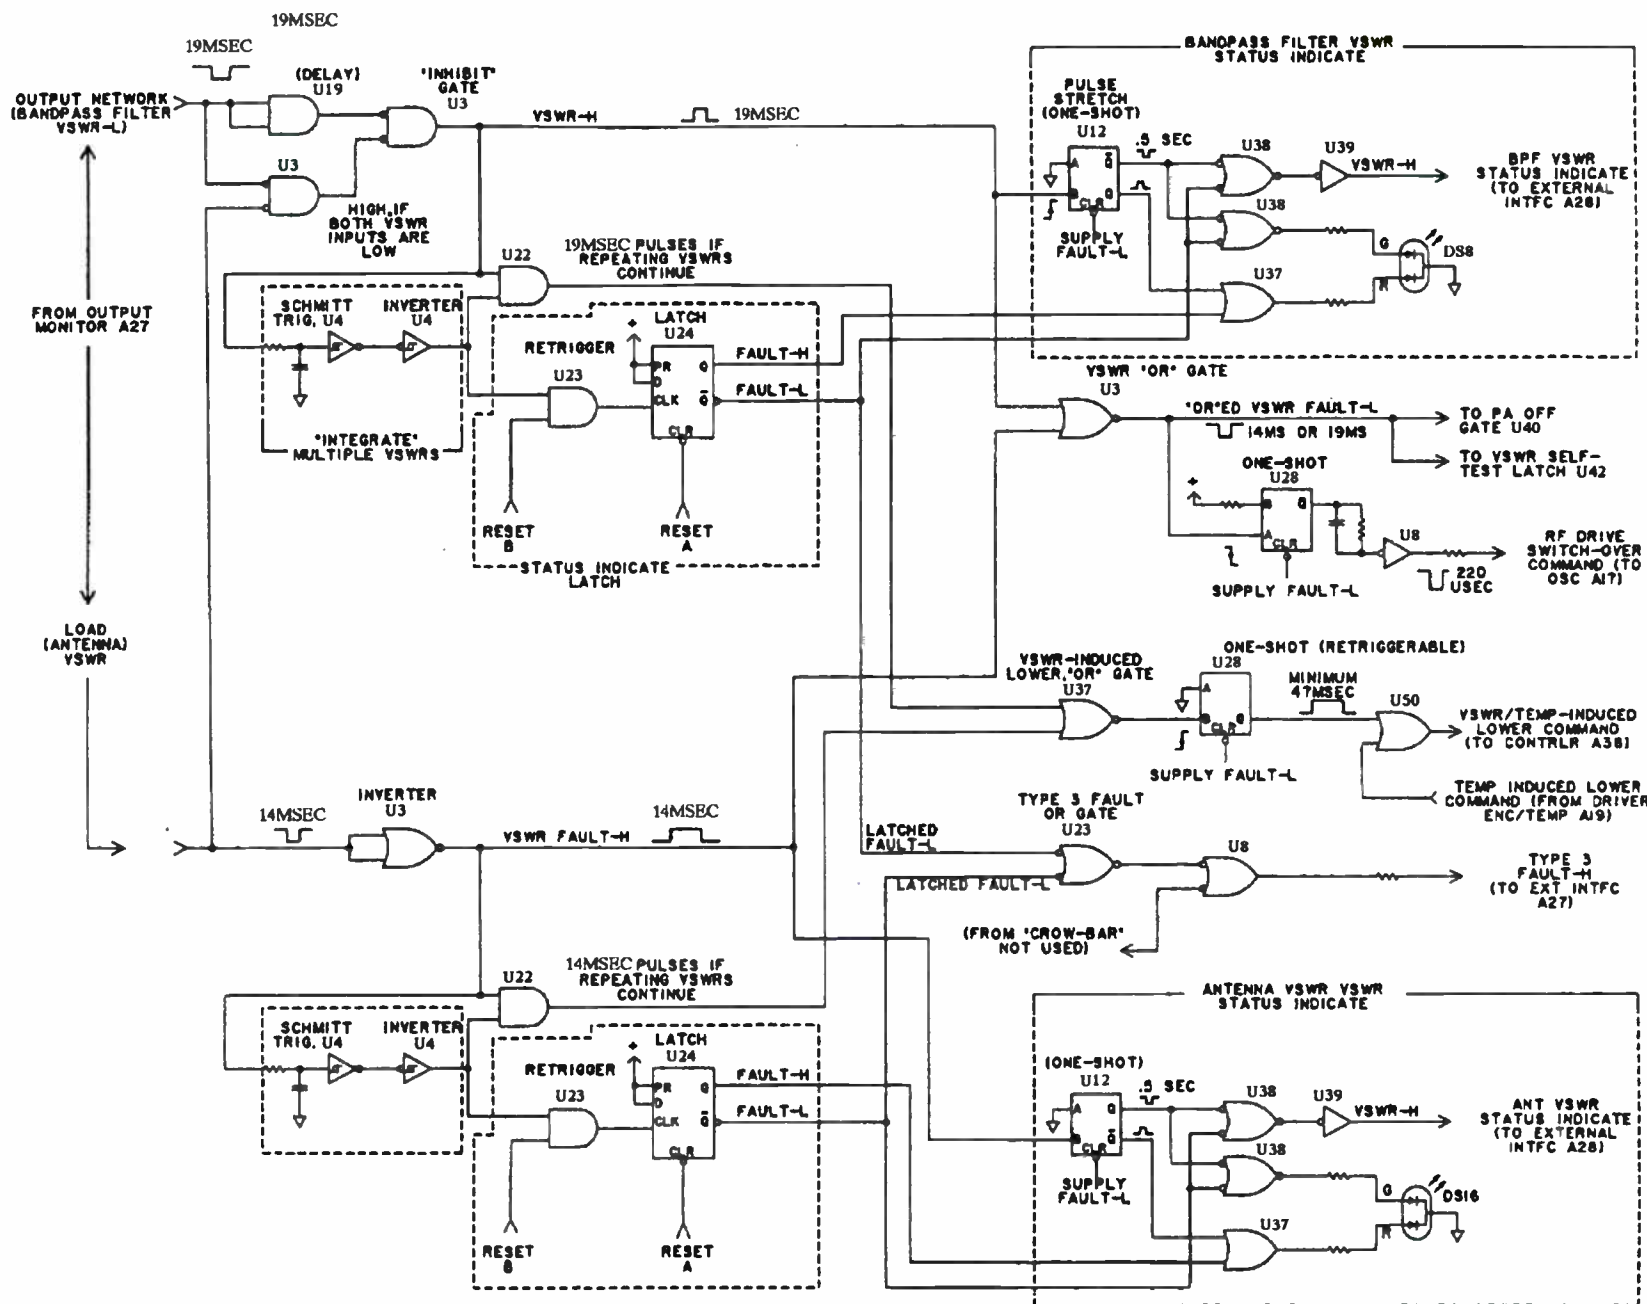 19MSEC
19MSEC
(DELAY)
U19
"INHIBIT"
GATE
U3
OUTPUT NETWORK
(BANDPASS FILTER
VSWR-L)
VSWR-H
19MSEC
U3
HIGH,IF
BOTH VSWR
INPUTS ARE
LOW
FROM OUTPUT
MONITOR A27
LOAD
(ANTENNA)
VSWR
U22
19MSEC PULSES IF
REPEATING VSWRS
CONTINUE
SCHMITT
TRIG, U4
INVERTER
U4
"INTEGRATE"
MULTIPLE VSWRS
RETRIGGER
U23
+
LATCH
U24
PR
D
CLK
CLR
Q
Q̅
FAULT-H
FAULT-L
RESET
B
RESET
A
STATUS INDICATE
LATCH
BANDPASS FILTER VSWR
STATUS INDICATE
PULSE
STRETCH
(ONE-SHOT)
U12
A
B
Q̅
Q
CLR
.5 SEC
SUPPLY
FAULT-L
U38
U39
VSWR-H
BPF VSWR
STATUS INDICATE
(TO EXTERNAL
INTFC A28)
U38
U37
G
R
DS8
VSWR "OR" GATE
U3
"OR"ED VSWR FAULT-L
14MS OR 19MS
TO PA OFF
GATE U40
TO VSWR SELF-
TEST LATCH U42
ONE-SHOT
U28
+
B
A
Q
CLR
SUPPLY FAULT-L
U8
220
USEC
RF DRIVE
SWITCH-OVER
COMMAND (TO
OSC A17)
VSWR-INDUCED
LOWER,"OR" GATE
U37
ONE-SHOT (RETRIGGERABLE)
U28
A
B
Q
CLR
SUPPLY FAULT-L
MINIMUM
47MSEC
U50
VSWR/TEMP-INDUCED
LOWER COMMAND
(TO CONTRLR A38)
TEMP INDUCED LOWER
COMMAND (FROM DRIVER
ENC/TEMP A19)
14MSEC
INVERTER
U3
VSWR FAULT-H
14MSEC
TYPE 3 FAULT
OR GATE
U23
LATCHED
FAULT-L
LATCHED FAULT-L
U8
(FROM "CROW-BAR"
NOT USED)
TYPE 3
FAULT-H
(TO EXT INTFC
A27)
U22
14MSEC PULSES IF
REPEATING VSWRS
CONTINUE
SCHMITT
TRIG, U4
INVERTER
U4
RETRIGGER
U23
+
LATCH
U24
PR
D
CLK
CLR
Q
Q̅
FAULT-H
FAULT-L
RESET
B
RESET
A
ANTENNA VSWR VSWR
STATUS INDICATE
(ONE-SHOT)
U12
A
B
Q
Q̅
CLR
.5 SEC
SUPPLY
FAULT-L
U38
U39
VSWR-H
ANT VSWR
STATUS INDICATE
(TO EXTERNAL
INTFC A28)
U38
U37
G
R
DS16